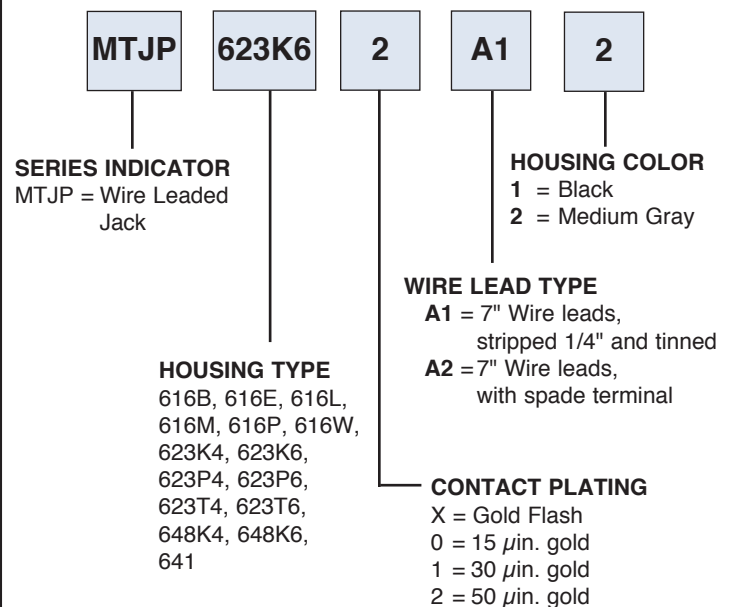 MTJP 623K6 2 A1 2
SERIES INDICATOR
MTJP = Wire Leaded
Jack
HOUSING COLOR
1 = Black
2 = Medium Gray
WIRE LEAD TYPE
A1 = 7" Wire leads,
stripped 1/4" and tinned
A2 = 7" Wire leads,
with spade terminal
HOUSING TYPE
616B, 616E, 616L,
616M, 616P, 616W,
623K4, 623K6,
623P4, 623P6,
623T4, 623T6,
648K4, 648K6,
641
CONTACT PLATING
X = Gold Flash
0 = 15 µin. gold
1 = 30 µin. gold
2 = 50 µin. gold